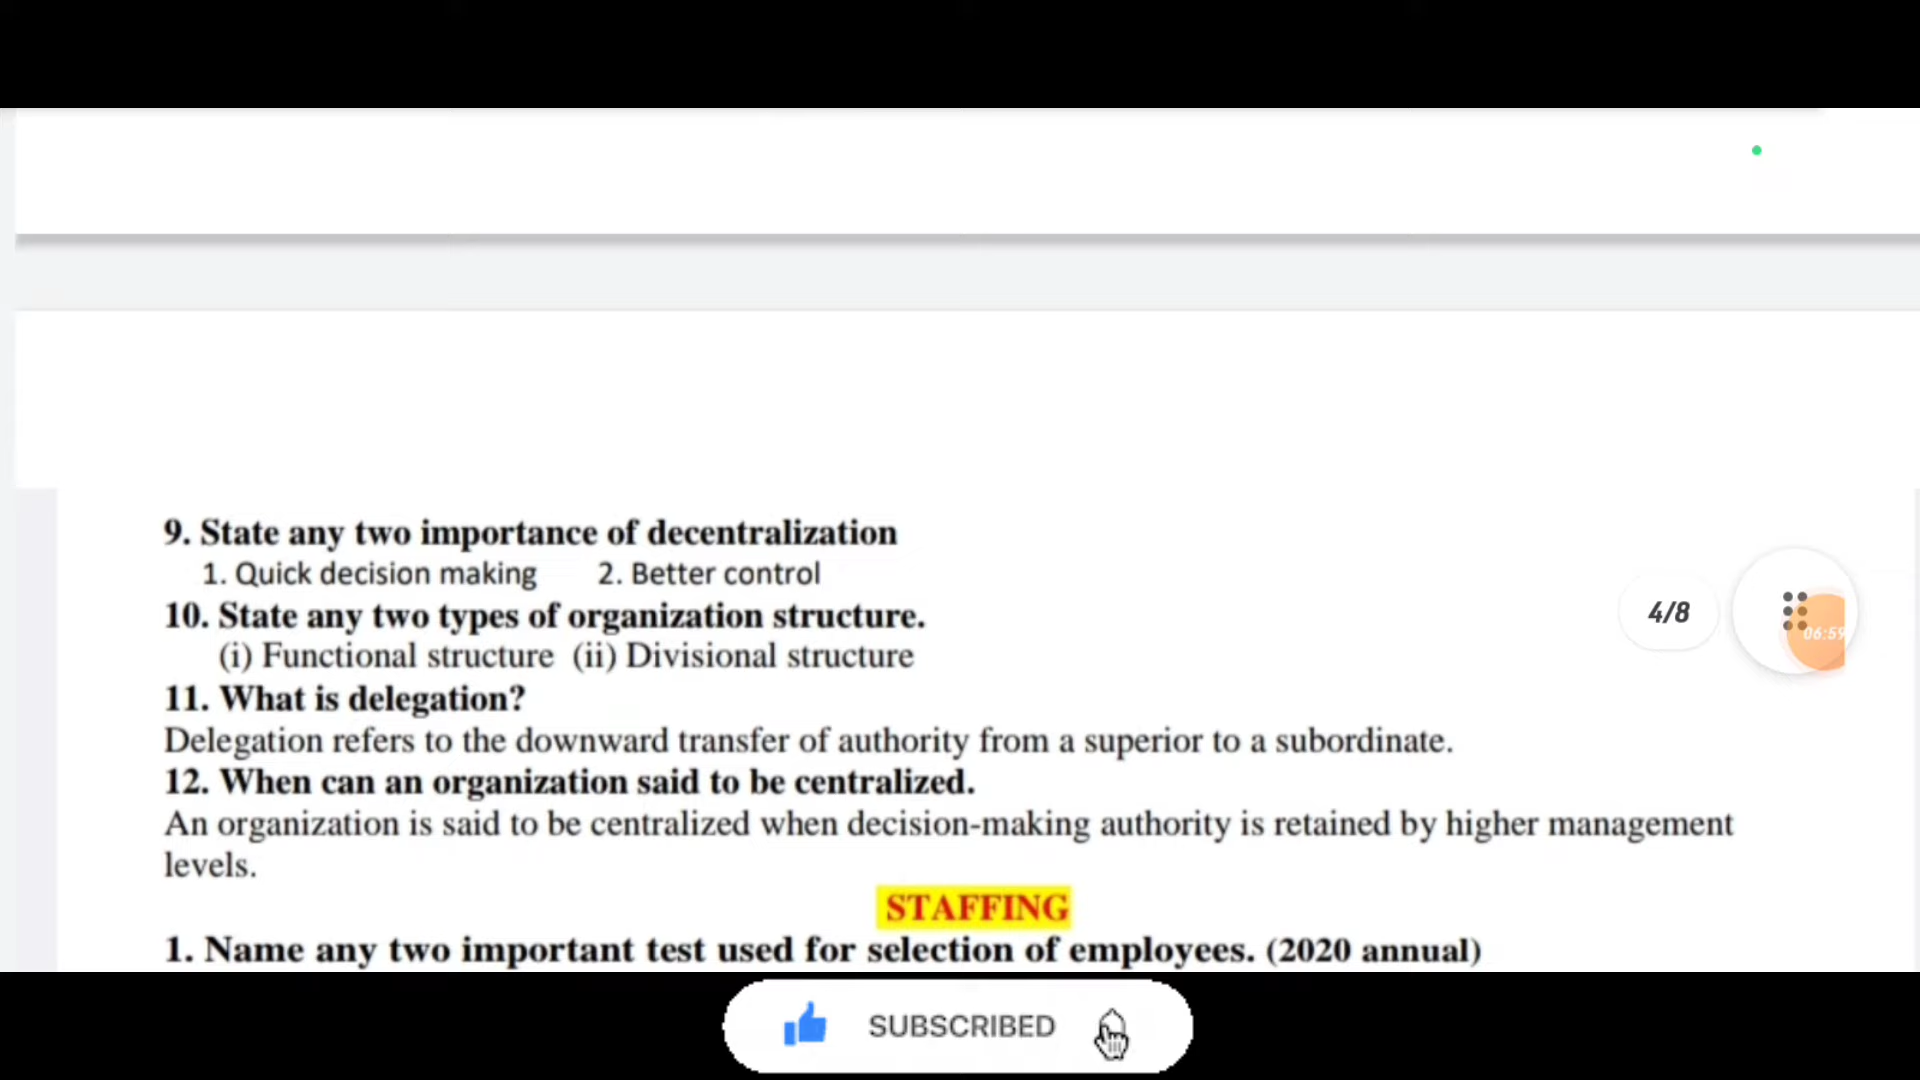 9. State any two importance of decentralization
1. Quick decision making 2. Better control
10. State any two types of organization structure.
4/8
06:59
(i) Functional structure (ii) Divisional structure
11. What is delegation?
Delegation refers to the downward transfer of authority from a superior to a subordinate.
12. When can an organization said to be centralized.
An organization is said to be centralized when decision-making authority is retained by higher management
levels.
STAFFING
1. Name any two important test used for selection of employees. (2020 annual)
SUBSCRIBED